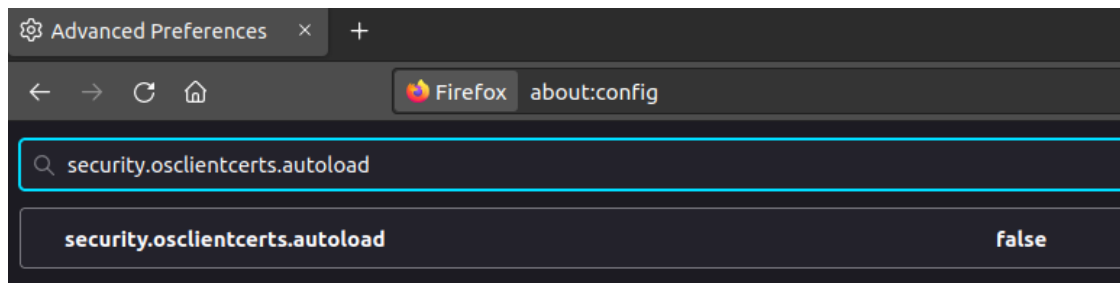 Advanced Preferences
Firefox about:config
security.osclientcerts.autoload
security.osclientcerts.autoload false